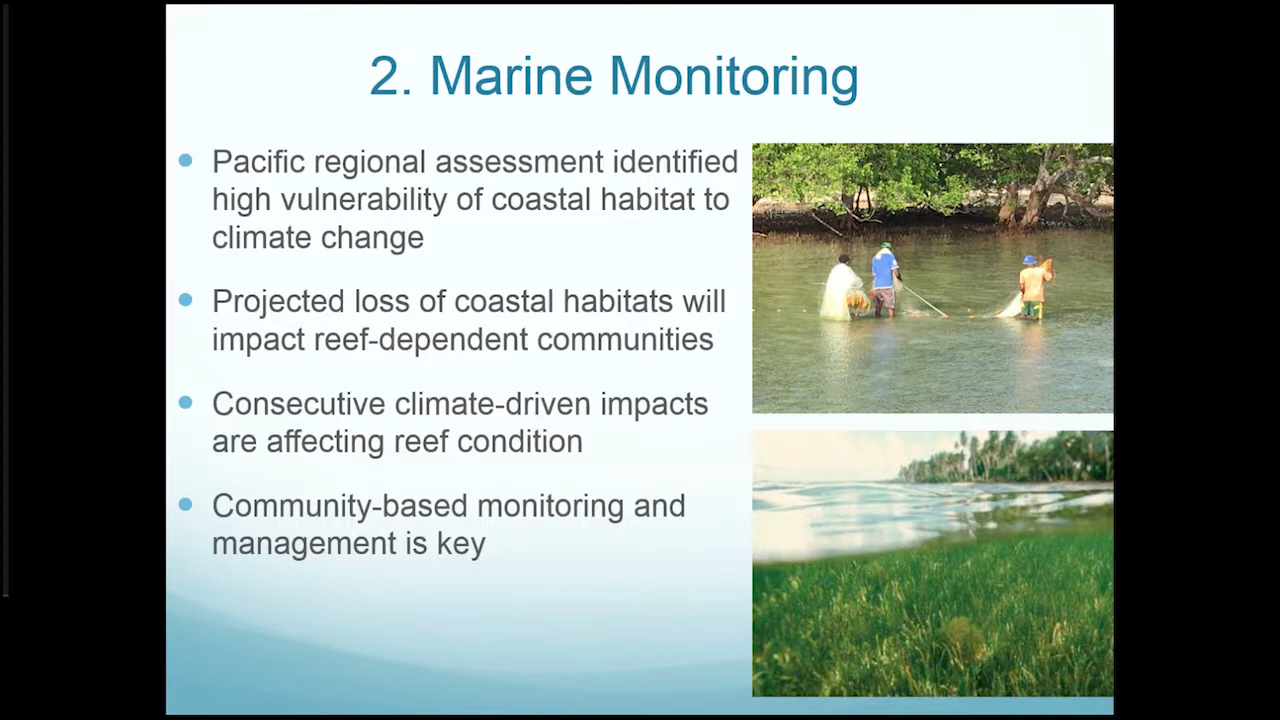 2. Marine Monitoring
Pacific regional assessment identified
high vulnerability of coastal habitat to
climate change
Projected loss of coastal habitats will
impact reef-dependent communities
Consecutive climate-driven impacts
are affecting reef condition
Community-based monitoring and
management is key